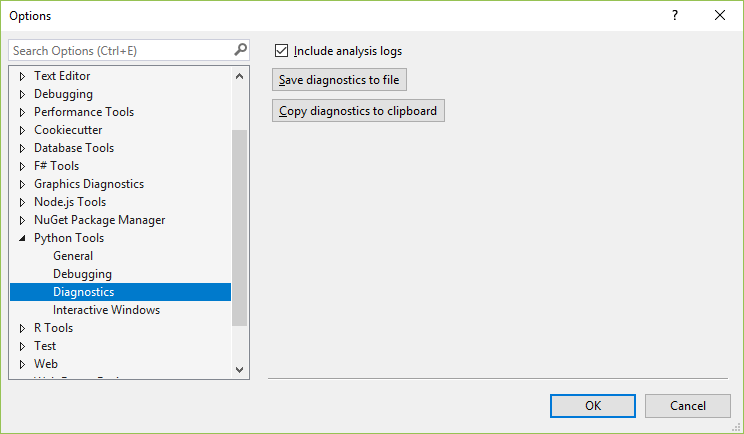 Options
?
Search Options (Ctrl+E)
Text Editor
Debugging
Performance Tools
Cookiecutter
Database Tools
F# Tools
Graphics Diagnostics
Node.js Tools
NuGet Package Manager
Python Tools
General
Debugging
Diagnostics
Interactive Windows
R Tools
Test
Web
Include analysis logs
Save diagnostics to file
Copy diagnostics to clipboard
OK
Cancel